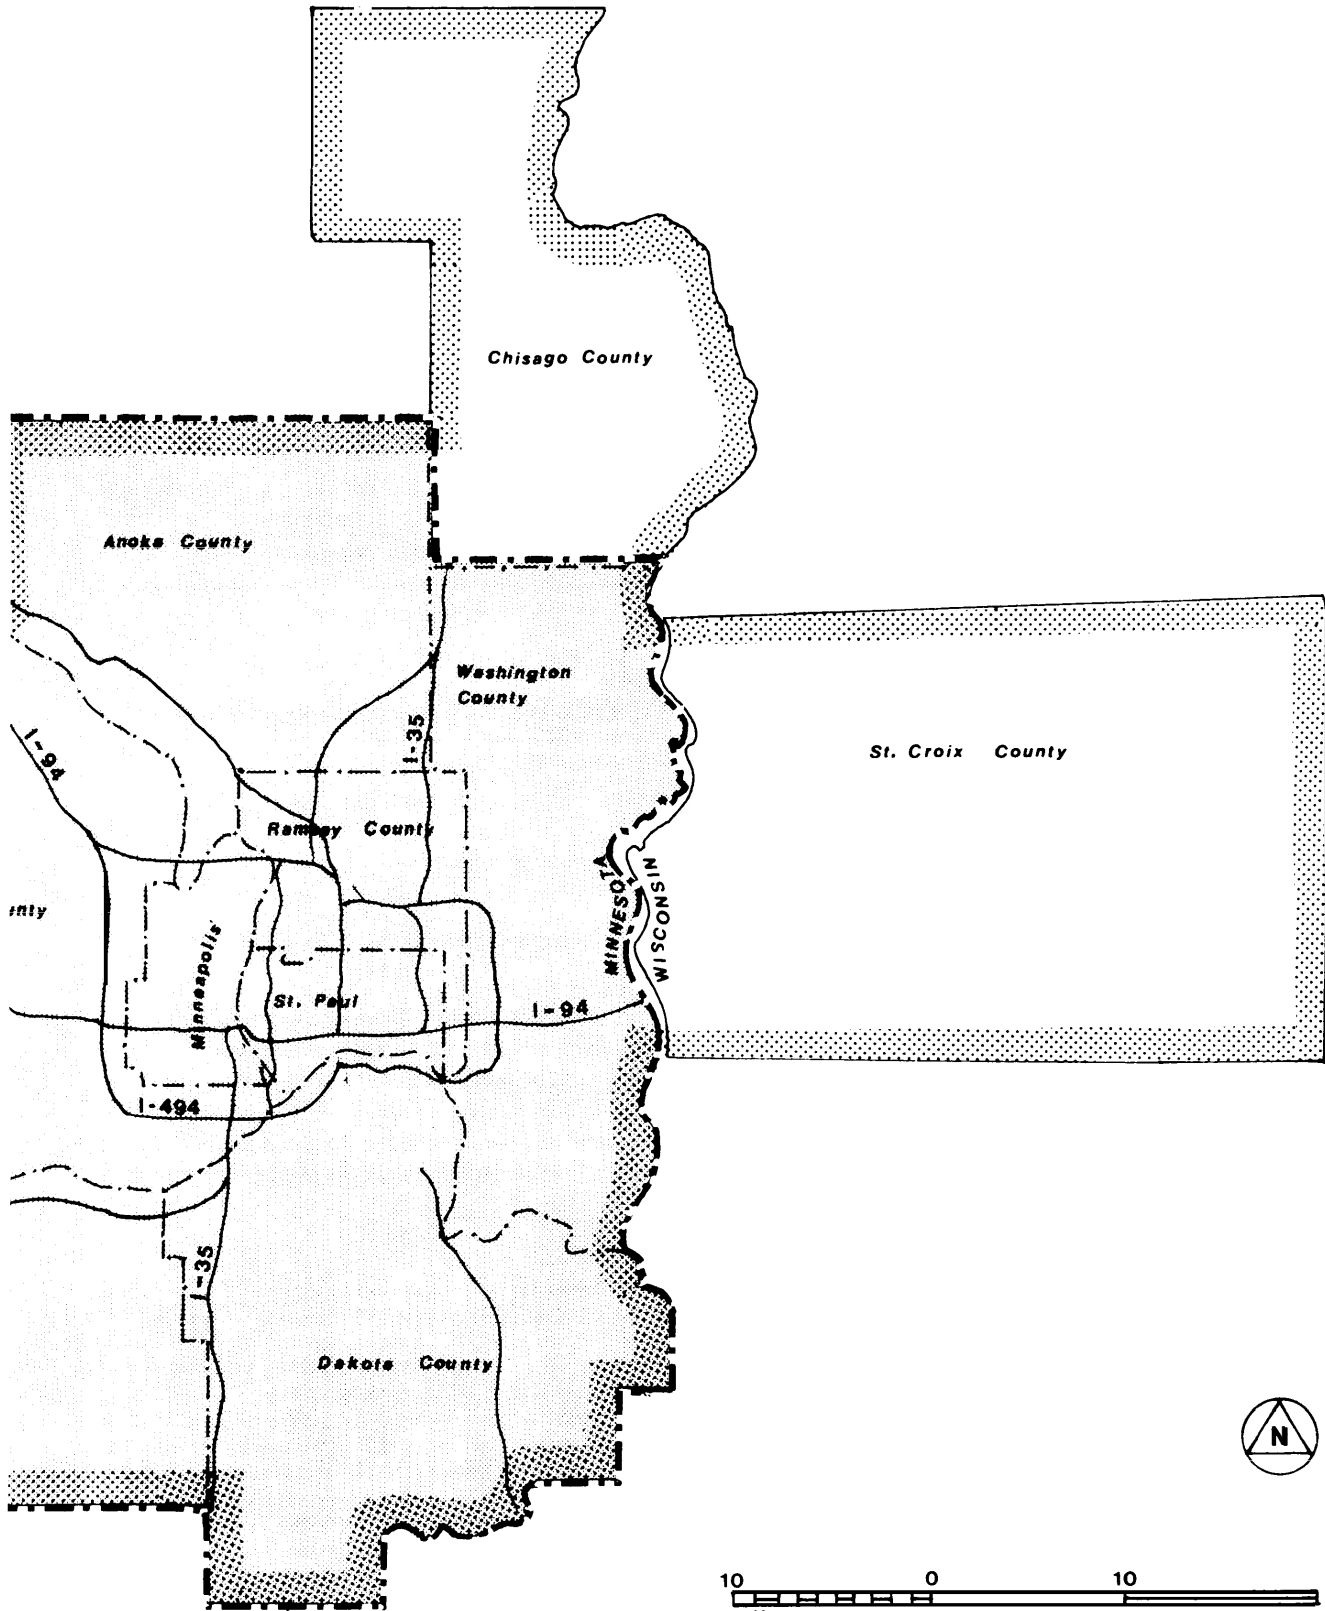 Chisago County
Anoka County
Washington
County
I-35
I-94
St. Croix County
Ramsey County
MINNESOTA
WISCONSIN
Minneapolis
St. Paul
I-94
I-494
I-35
Dakota County
N
10 0 10